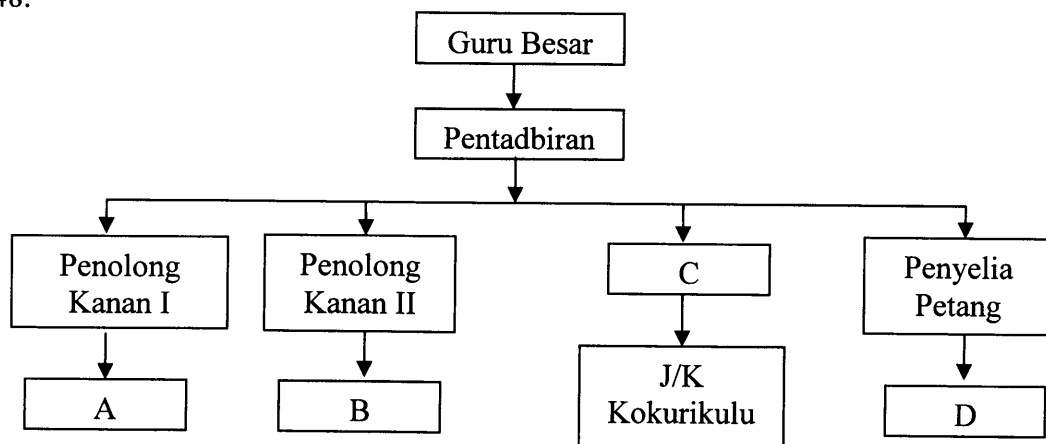 Guru Besar
Pentadbiran
Penolong
Kanan I
Penolong
Kanan II
C
Penyelia
Petang
A
B
J/K
Kokurikulu
D